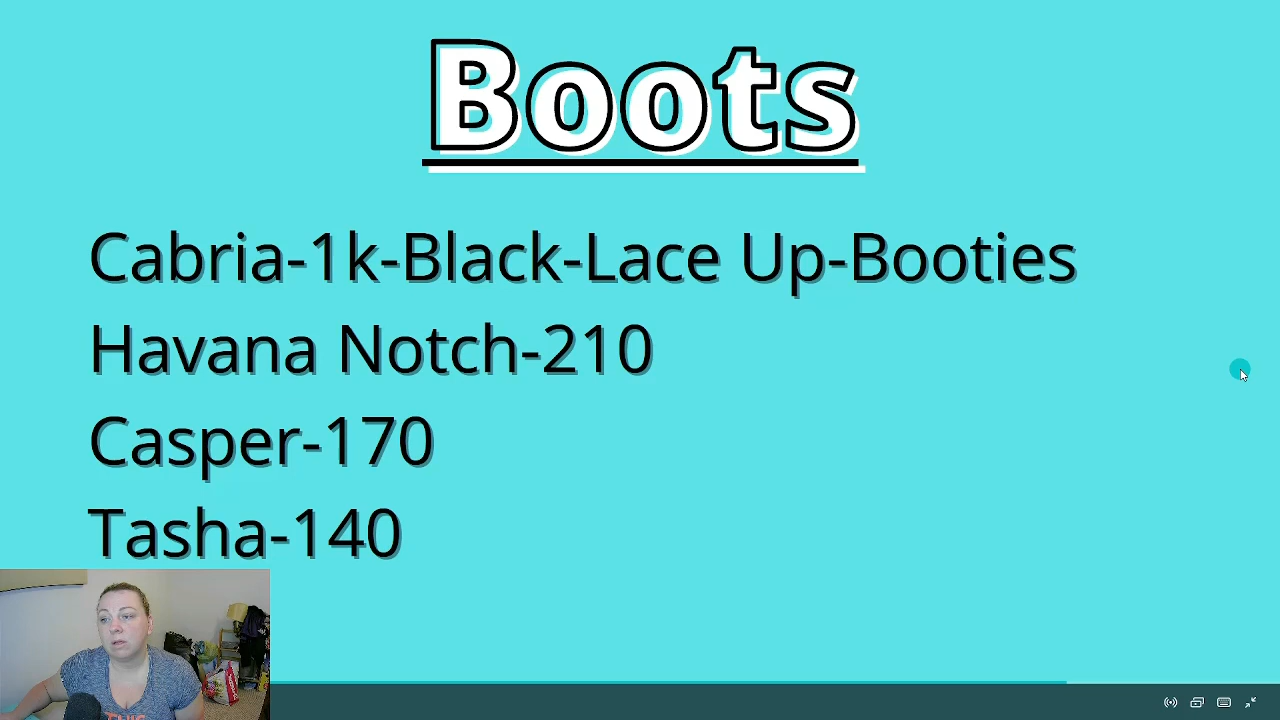 Boots
Cabria-1k-Black-Lace Up-Booties
Havana Notch-210
Casper-170
Tasha-140